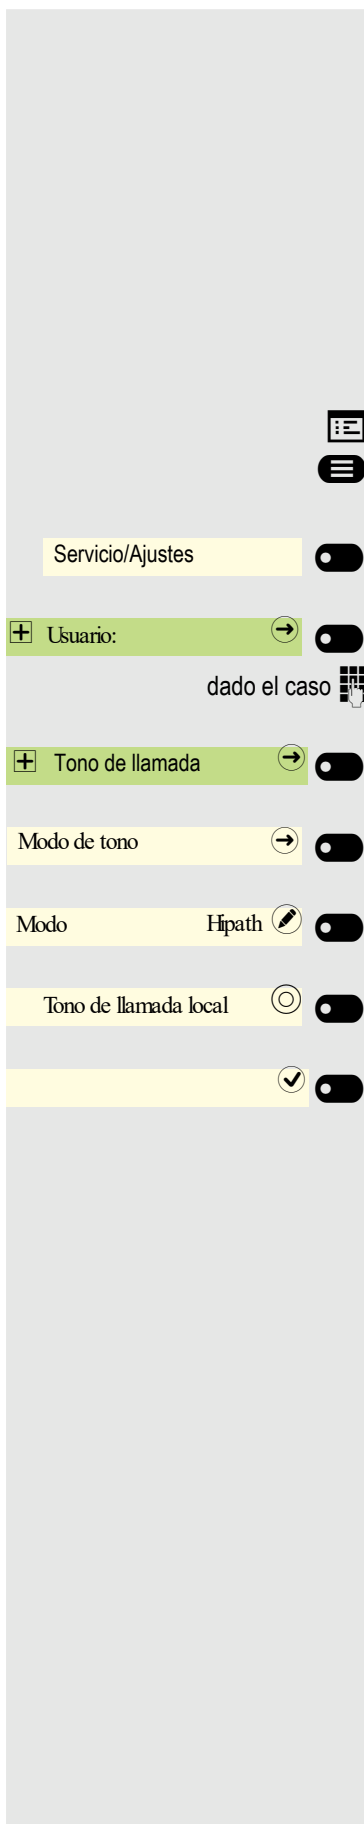 Servicio/Ajustes
Usuario:
dado el caso
Tono de llamada
Modo de tono
Modo Hipath
Tono de llamada local